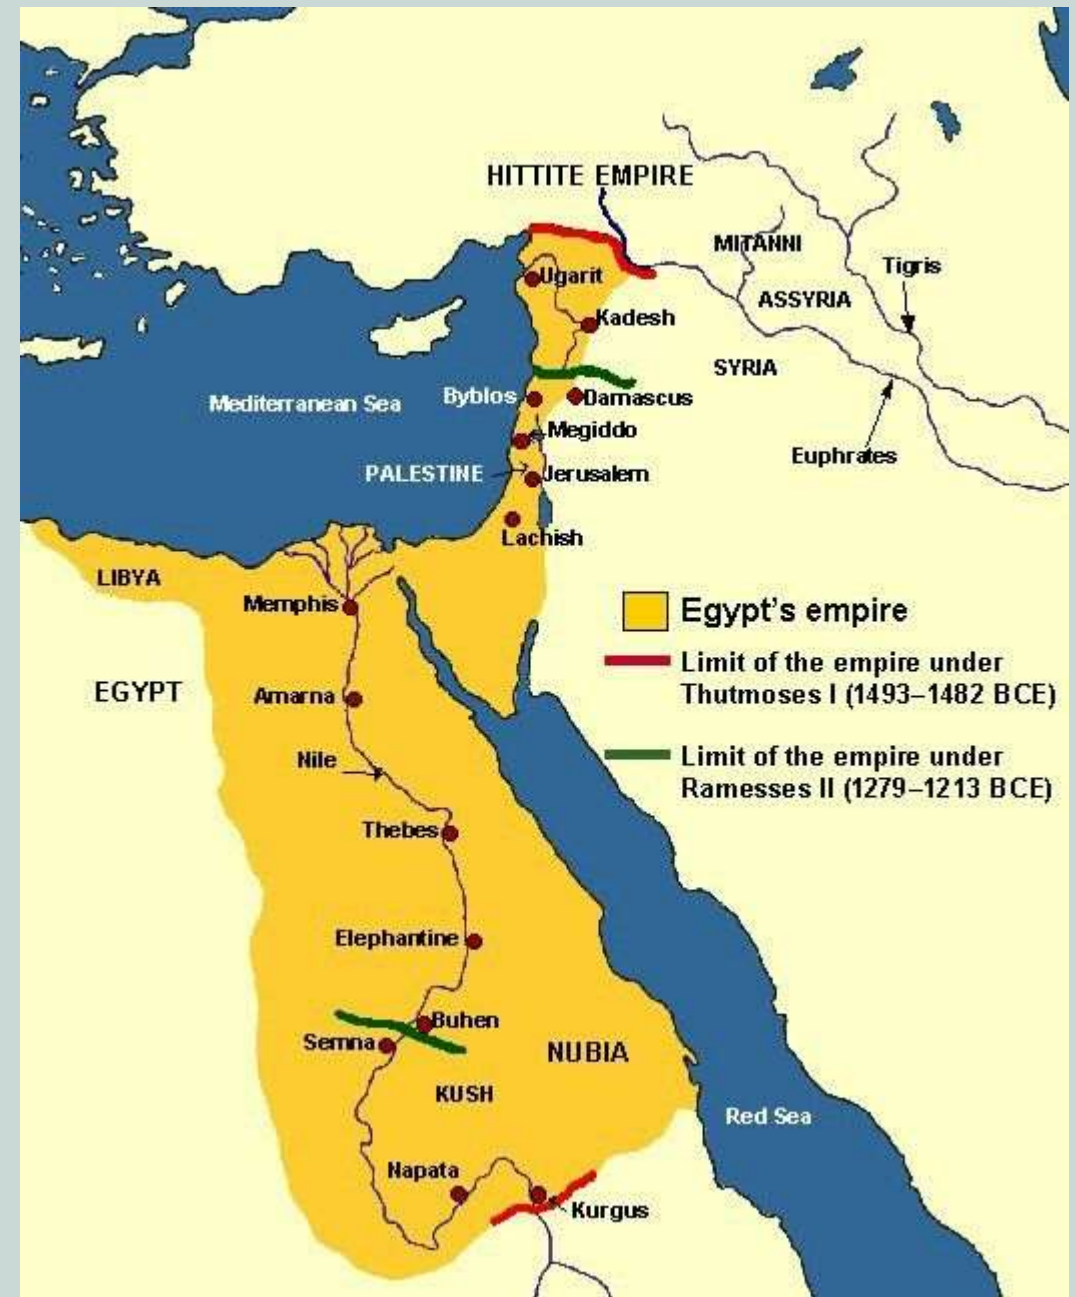 HITTITE EMPIRE
MITANNI
Tigris
ASSYRIA
Ugarit
Kadesh
SYRIA
Mediterranean Sea
Byblos
Damascus
Megiddo
Euphrates
PALESTINE
Jerusalem
Lachish
LIBYA
Memphis
Egypt's empire
Limit of the empire under
Thutmoses I (1493–1482 BCE)
Limit of the empire under
Ramesses II (1279–1213 BCE)
EGYPT
Amarna
Nile
Thebes
Elephantine
Buhen
Semna
NUBIA
KUSH
Red Sea
Napata
Kurgus